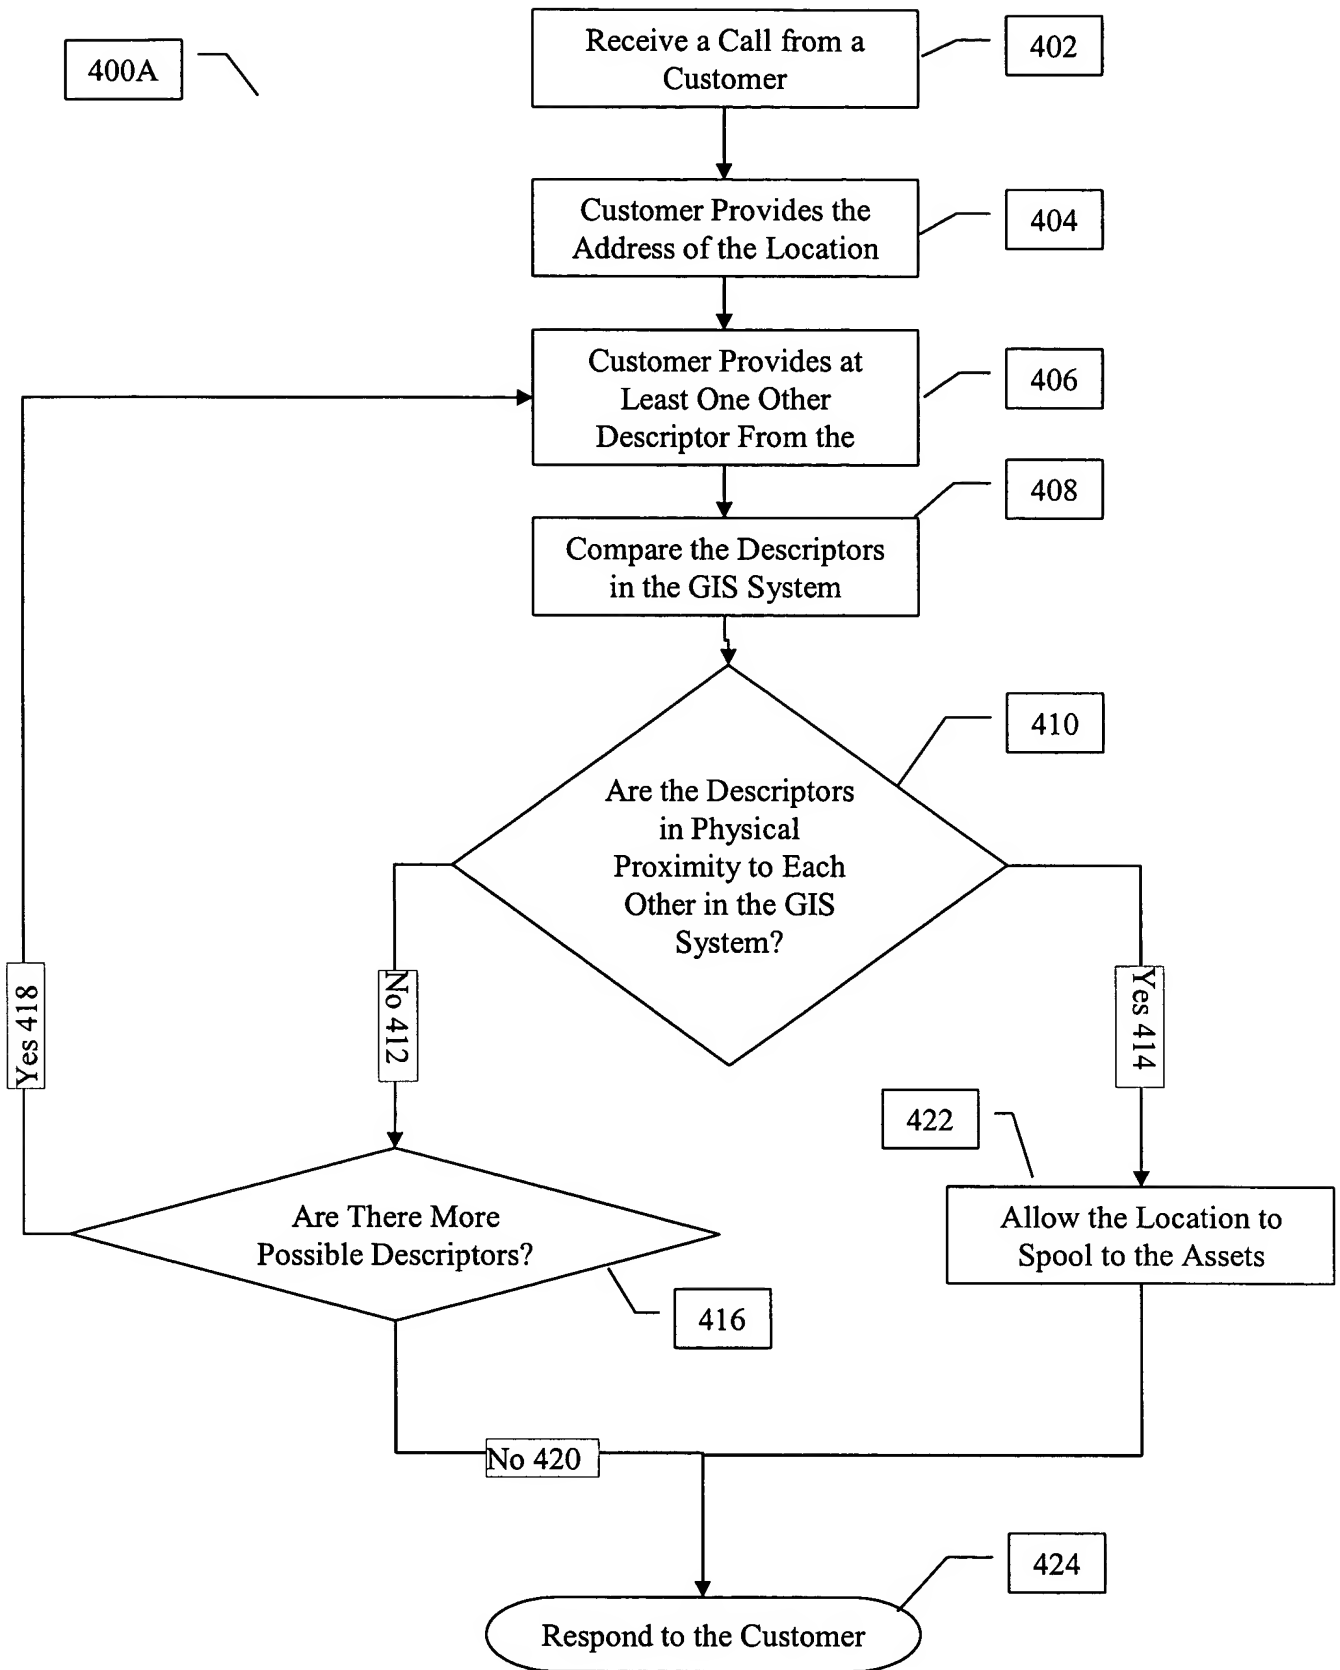 400A
Receive a Call from a
Customer
402
Customer Provides the
Address of the Location
404
Customer Provides at
Least One Other
Descriptor From the
406
408
Compare the Descriptors
in the GIS System
410
Are the Descriptors
in Physical
Proximity to Each
Other in the GIS
System?
No 412
Yes 414
Yes 418
422
Are There More
Possible Descriptors?
Allow the Location to
Spool to the Assets
416
No 420
424
Respond to the Customer